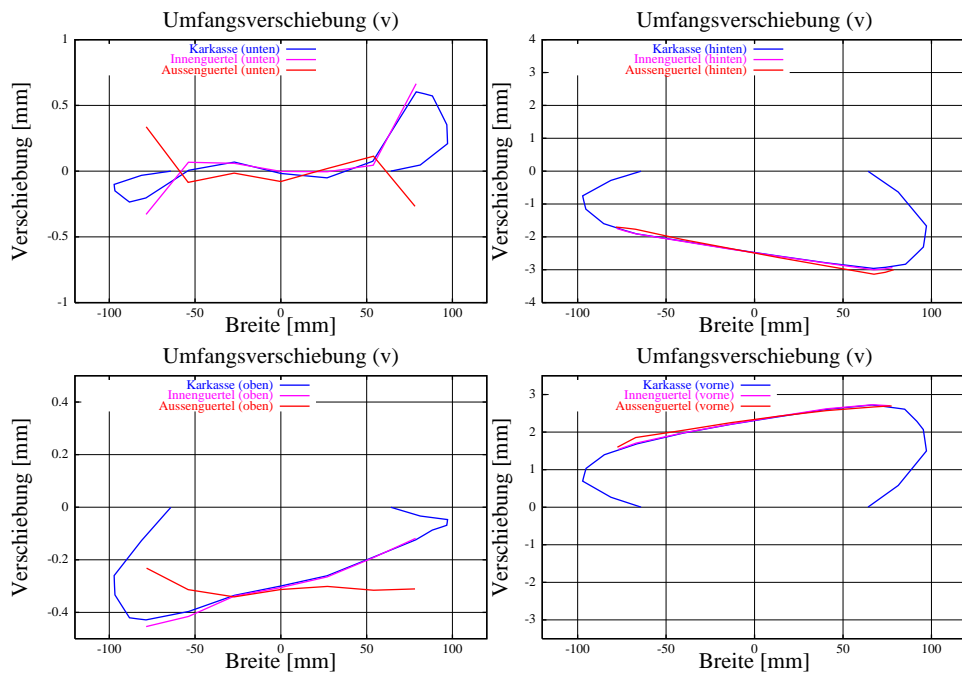 Umfangsverschiebung (v)
Karkasse (unten)
Innenguertel (unten)
Aussenguertel (unten)
Verschiebung [mm]
1
0.5
0
-0.5
-1
-100 -50 0 50 100
Breite [mm]
Umfangsverschiebung (v)
Karkasse (hinten)
Innenguertel (hinten)
Aussenguertel (hinten)
Verschiebung [mm]
4
3
2
1
0
-1
-2
-3
-4
-100 -50 0 50 100
Breite [mm]
Umfangsverschiebung (v)
Karkasse (oben)
Innenguertel (oben)
Aussenguertel (oben)
Verschiebung [mm]
0.4
0.2
0
-0.2
-0.4
-100 -50 0 50 100
Breite [mm]
Umfangsverschiebung (v)
Karkasse (vorne)
Innenguertel (vorne)
Aussenguertel (vorne)
Verschiebung [mm]
3
2
1
0
-1
-2
-3
-100 -50 0 50 100
Breite [mm]